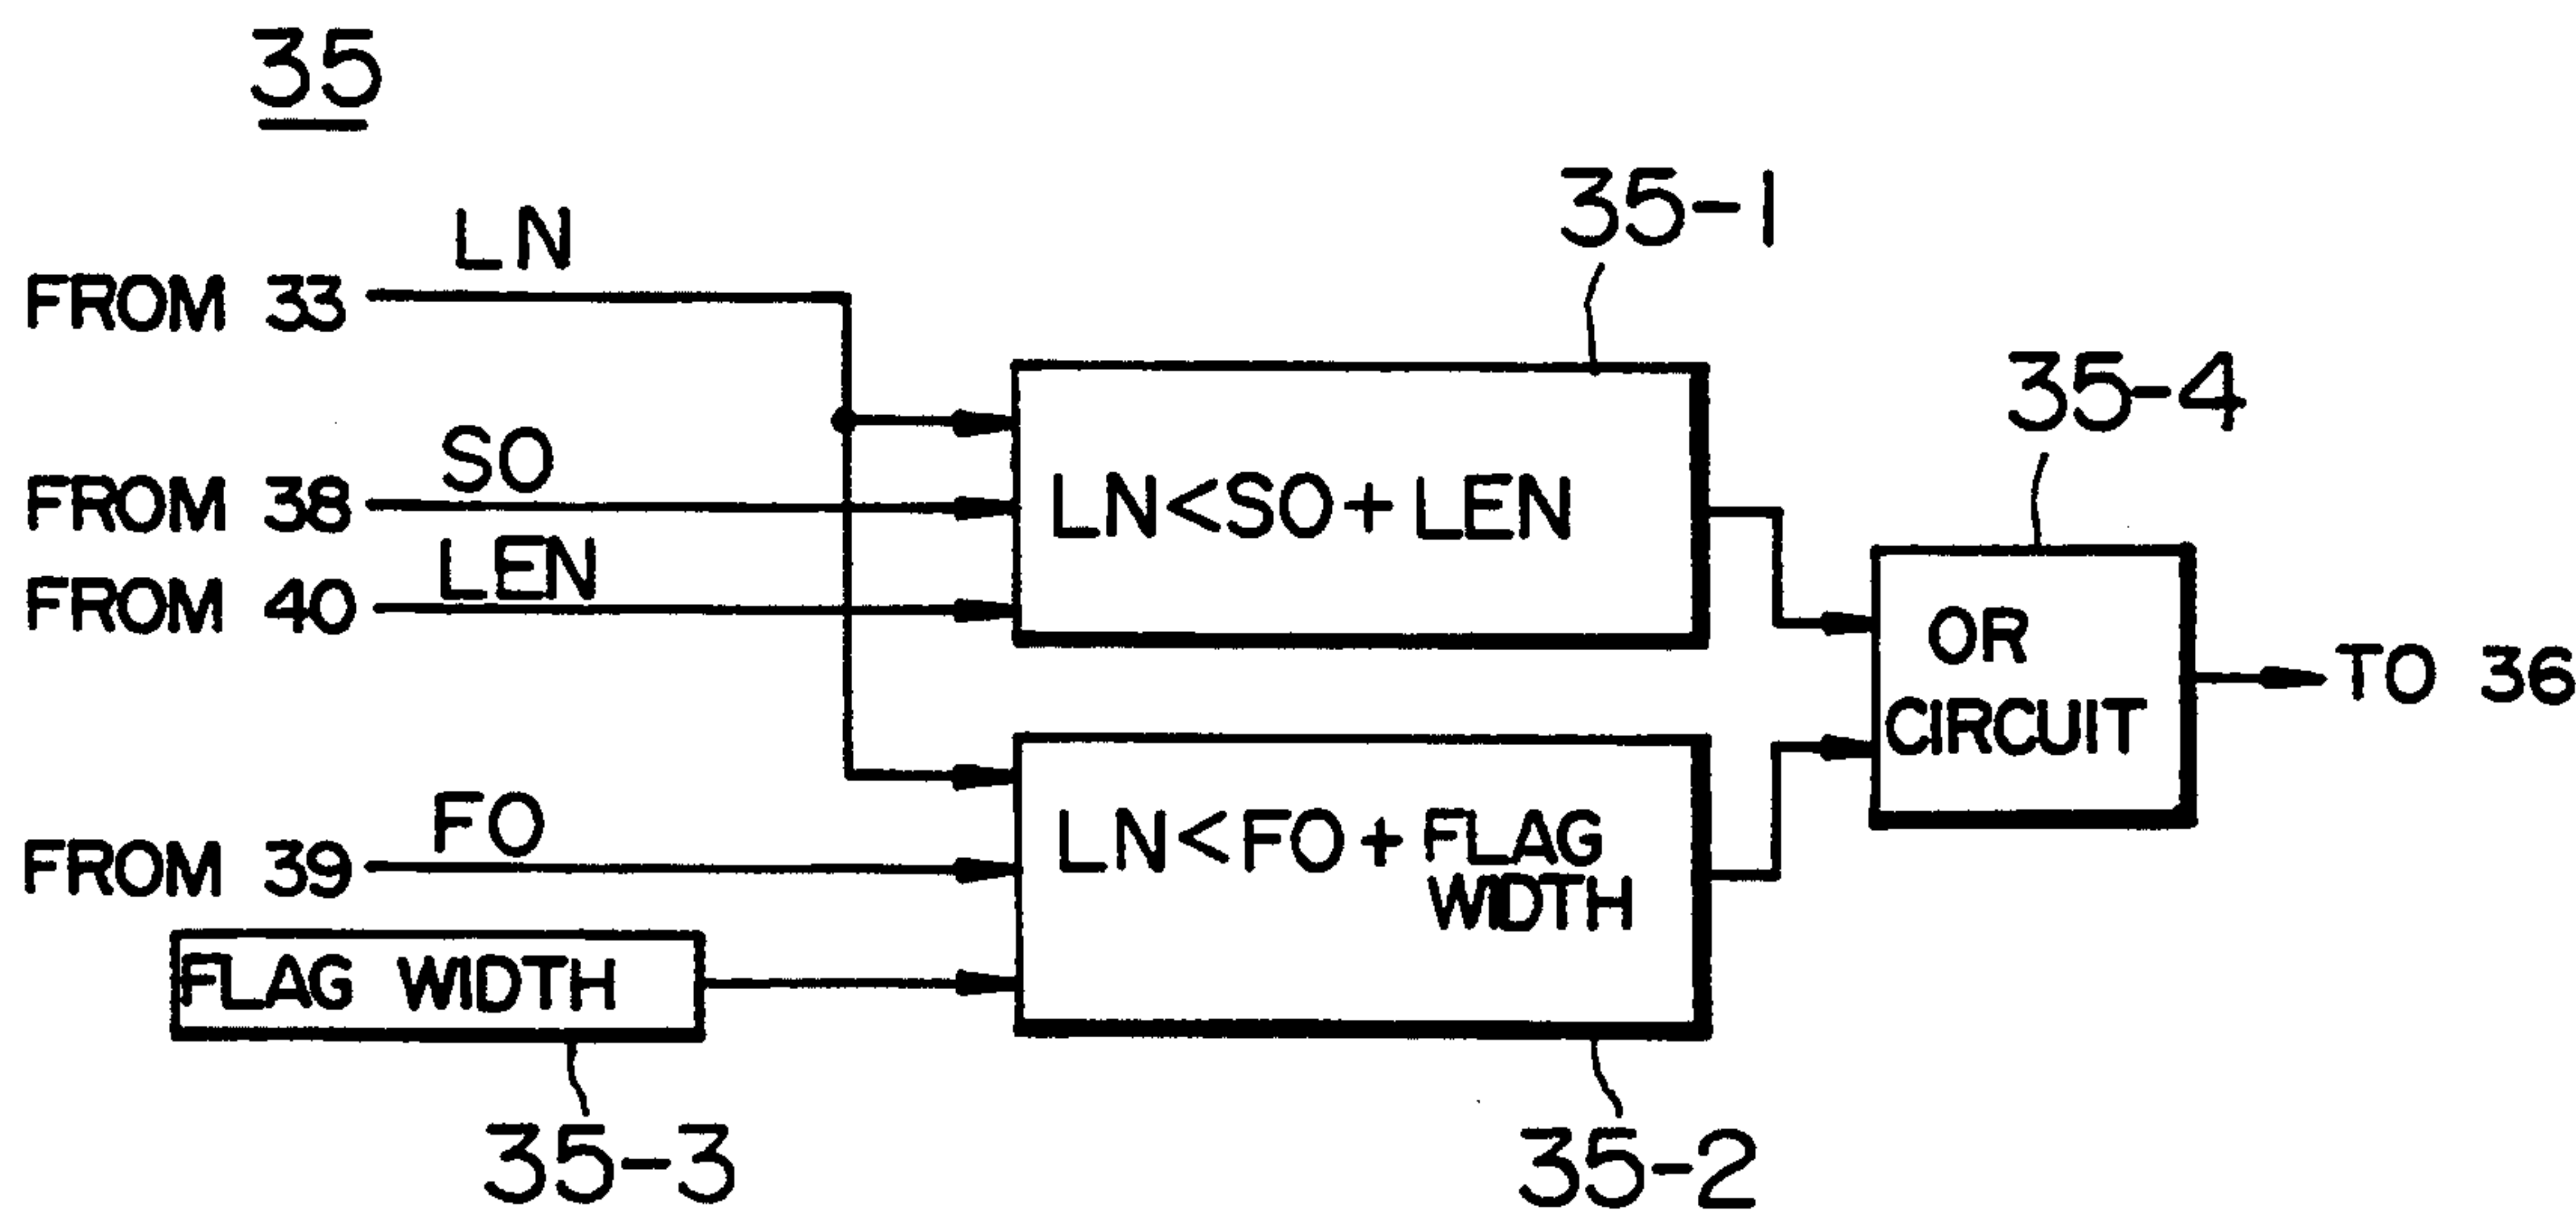 35
35-1
LN
FROM 33
35-4
SO
FROM 38
LN<SO+LEN
LEN
FROM 40
OR
CIRCUIT
TO 36
FO
FROM 39
LN<FO+FLAG
WIDTH
FLAG WIDTH
35-3
35-2